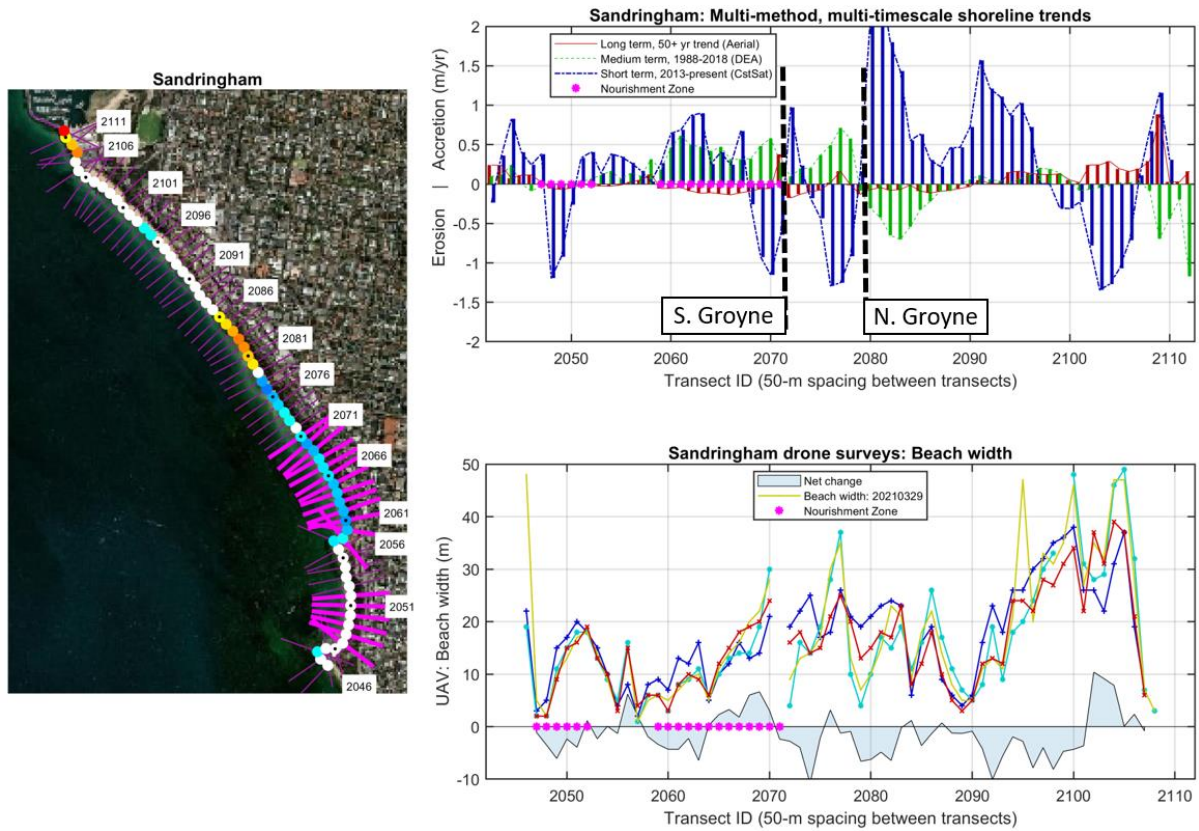 Sandringham
2111
2106
2101
2096
2091
2086
2081
2076
2071
2066
2061
2056
2051
2046
Sandringham: Multi-method, multi-timescale shoreline trends
Long term, 50+ yr trend (Aerial)
Medium term, 1988-2018 (DEA)
Short term, 2013-present (CstSat)
Nourishment Zone
Erosion | Accretion (m/yr)
2
1.5
1
0.5
0
-0.5
-1
-1.5
-2
S. Groyne
N. Groyne
2050 2060 2070 2080 2090 2100 2110
Transect ID (50-m spacing between transects)
Sandringham drone surveys: Beach width
Net change
Beach width: 20210329
Nourishment Zone
UAV: Beach width (m)
50
40
30
20
10
0
-10
2050 2060 2070 2080 2090 2100 2110
Transect ID (50-m spacing between transects)